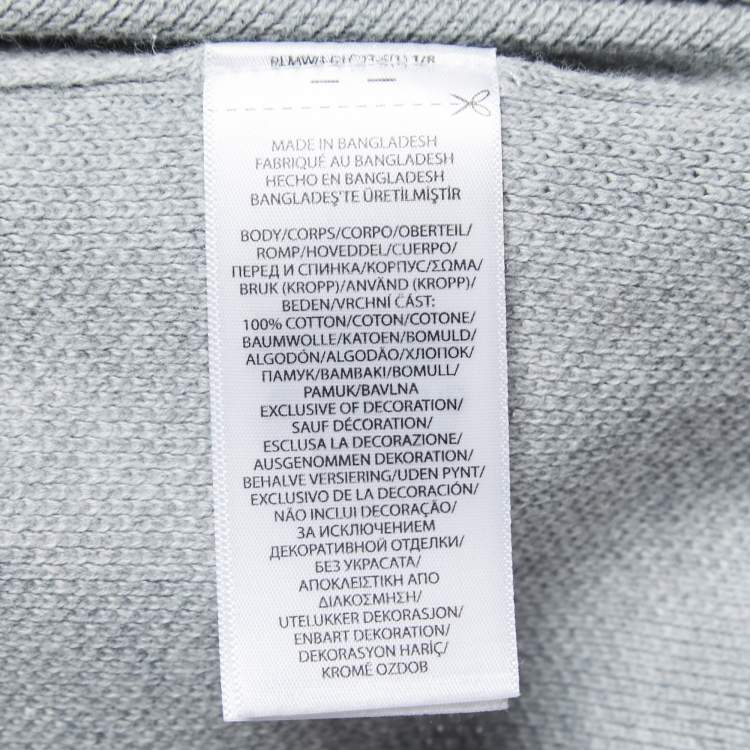 MADE IN BANGLADESH
FABRIQUÉ AU BANGLADESH
HECHO EN BANGLADESH
BANGLADEŞ'TE ÜRETİLMİŞTİR
BODY/CORPS/CORPO/OBERTEIL/
ROMP/HOVEDDEL/CUERPO/
ПЕРЕД И СПИНКА/КОРПУС/ΣΩΜΑ/
BRUK (KROPP)/ANVÄND (KROPP)/
BEDEN/VRCHNÍ ČÁST:
100% COTTON/COTON/COTONE/
BAUMWOLLE/KATOEN/BOMULD/
ALGODÓN/ALGODÃO/ХЛОПОК/
ПАМУК/BAMBAKI/BOMULL/
PAMUK/BAVLNA
EXCLUSIVE OF DECORATION/
SAUF DÉCORATION/
ESCLUSA LA DECORAZIONE/
AUSGENOMMEN DEKORATION/
BEHALVE VERSIERING/UDEN PYNT/
EXCLUSIVO DE LA DECORACIÓN/
NÃO INCLUI DECORAÇÃO/
ЗА ИСКЛЮЧЕНИЕМ
ДЕКОРАТИВНОЙ ОТДЕЛКИ/
БЕЗ УКРАСАТА/
ΑΠΟΚΛΕΙΣΤΙΚΗ ΑΠΟ
ΔΙΑΚΟΣΜΗΣΗ/
UTELUKKER DEKORASJON/
ENBART DEKORATION/
DEKORASYON HARİÇ/
KROMĚ OZDOB